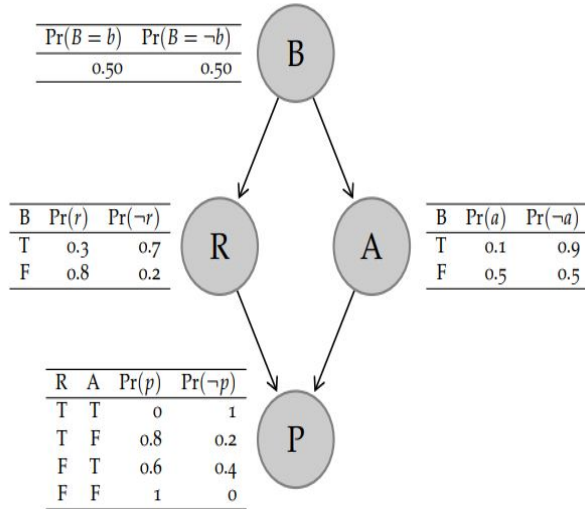 Pr(B = b) Pr(B = ¬b)
0.50 0.50
B
B Pr(r) Pr(¬r)
T 0.3 0.7
F 0.8 0.2
R
A
B Pr(a) Pr(¬a)
T 0.1 0.9
F 0.5 0.5
R A Pr(p) Pr(¬p)
T T 0 1
T F 0.8 0.2
F T 0.6 0.4
F F 1 0
P